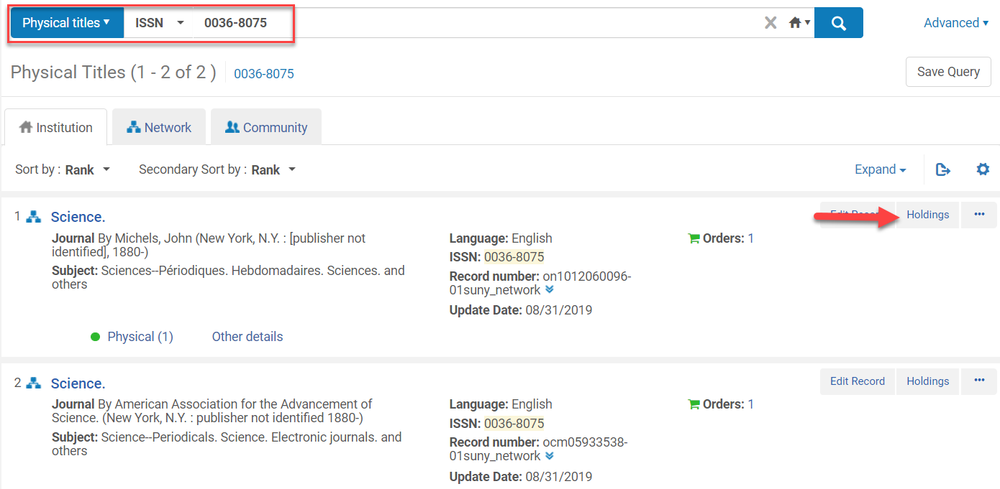 Physical titles ISSN 0036-8075 Advanced
Physical Titles (1 - 2 of 2 ) 0036-8075 Save Query
Institution Network Community
Sort by : Rank Secondary Sort by : Rank Expand
1 Science. Holdings ···
Journal By Michels, John (New York, N.Y. : [publisher not
identified], 1880-)
Subject: Sciences--Périodiques. Hebdomadaires. Sciences. and
others
Language: English
ISSN: 0036-8075
Record number: on1012060096-
01suny_network
Update Date: 08/31/2019
Orders: 1
Physical (1) Other details
2 Science. Edit Record Holdings ···
Journal By American Association for the Advancement of
Science. (New York, N.Y. : publisher not identified 1880-)
Subject: Science--Periodicals. Science. Electronic journals. and
others
Language: English
ISSN: 0036-8075
Record number: ocm05933538-
01suny_network
Update Date: 08/31/2019
Orders: 1